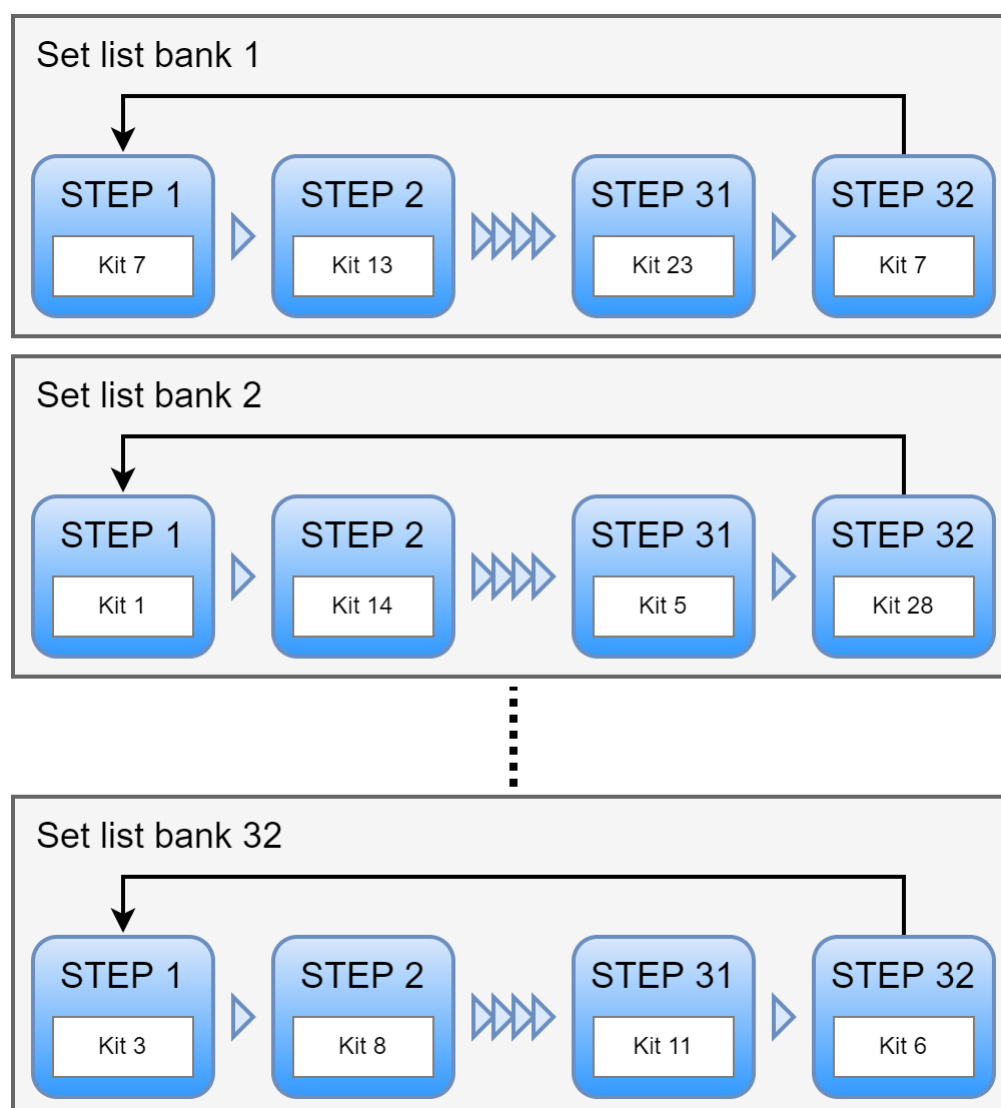 Set list bank 1
STEP 1
Kit 7
STEP 2
Kit 13
STEP 31
Kit 23
STEP 32
Kit 7
Set list bank 2
STEP 1
Kit 1
STEP 2
Kit 14
STEP 31
Kit 5
STEP 32
Kit 28
Set list bank 32
STEP 1
Kit 3
STEP 2
Kit 8
STEP 31
Kit 11
STEP 32
Kit 6